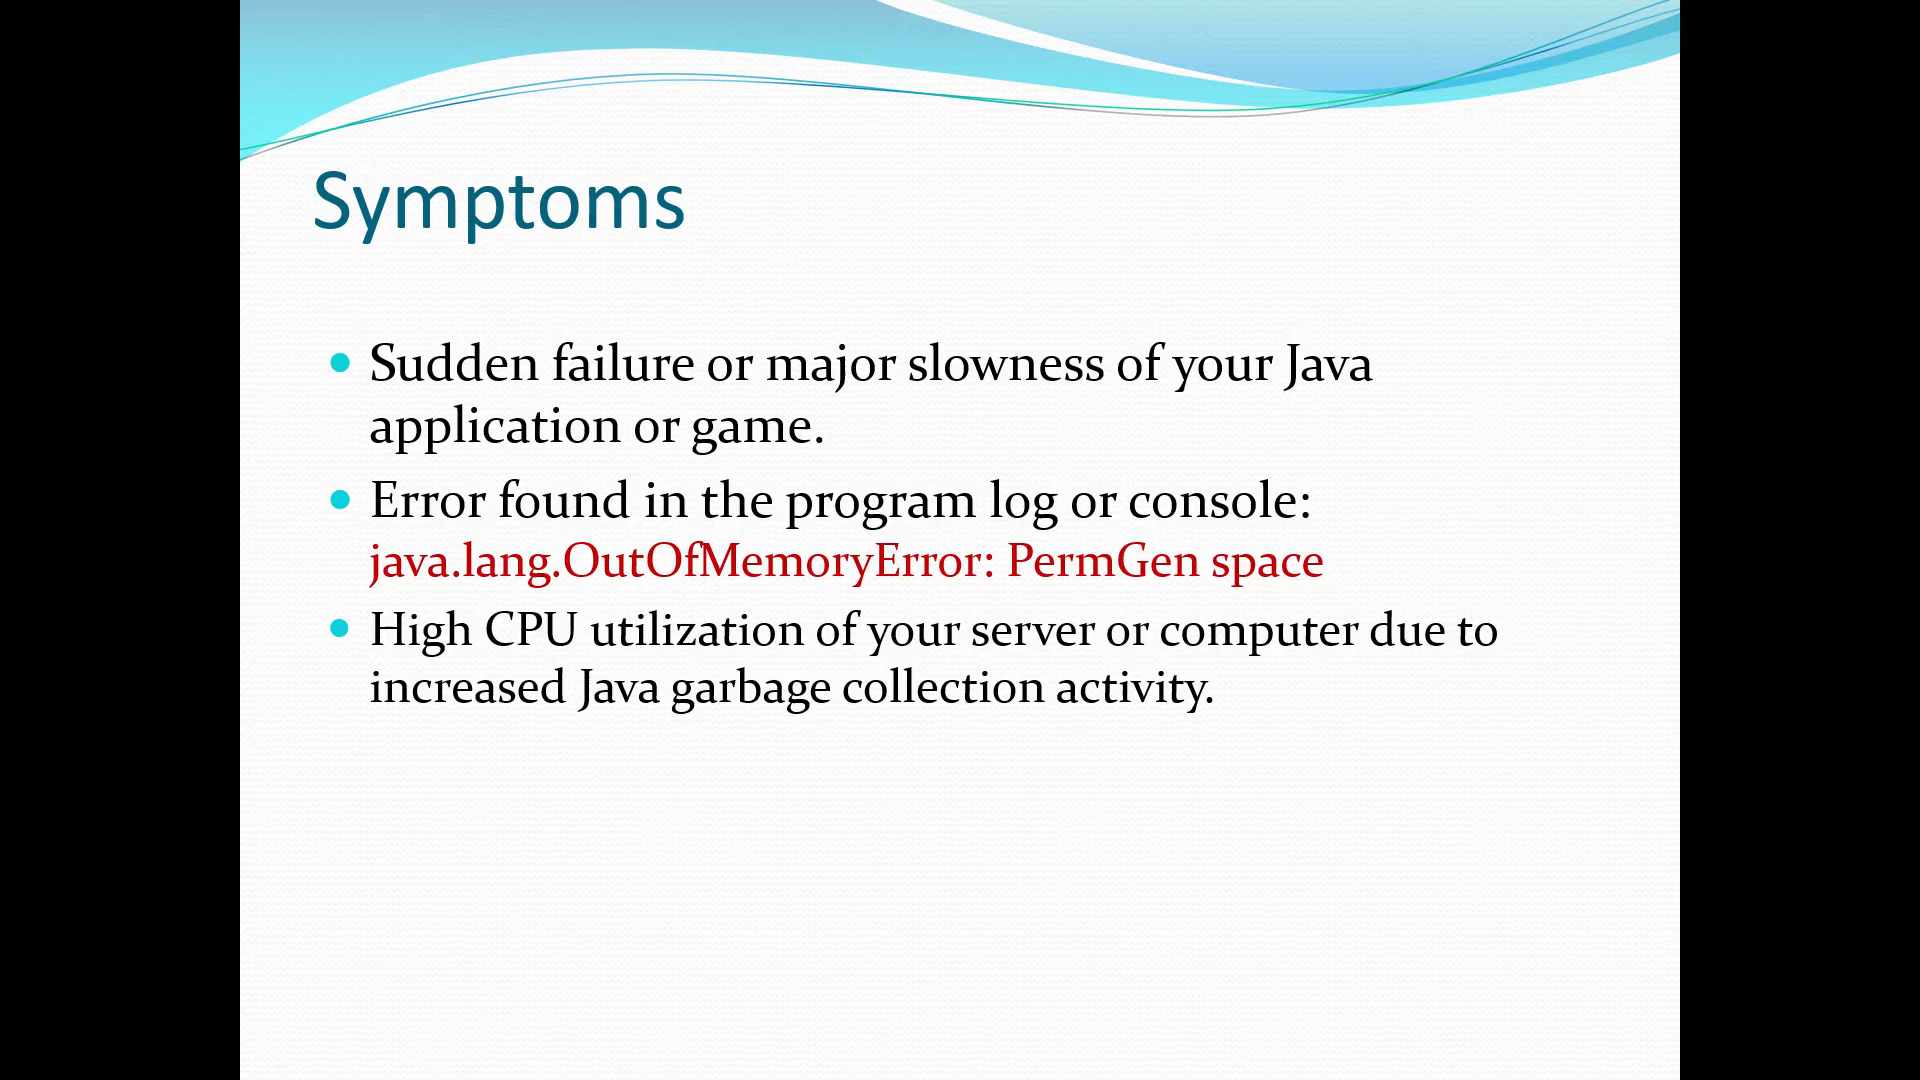 Symptoms
Sudden failure or major slowness of your Java
application or game.
Error found in the program log or console:
java.lang.OutOfMemoryError: PermGen space
High CPU utilization of your server or computer due to
increased Java garbage collection activity.